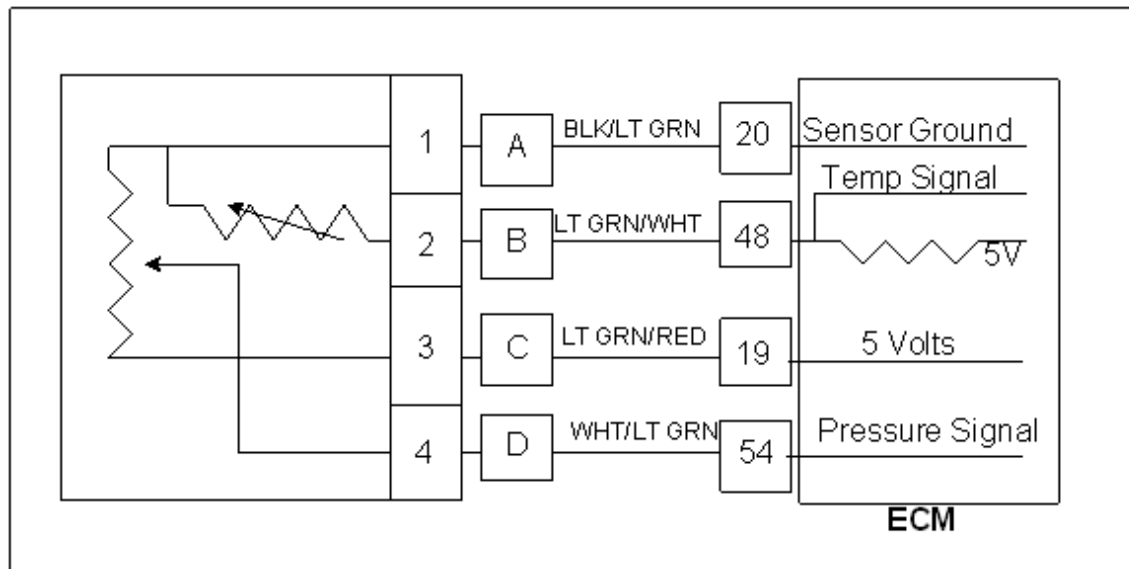 1 A BLK/LT GRN 20 Sensor Ground
Temp Signal
2 B LT GRN/WHT 48 5V
3 C LT GRN/RED 19 5 Volts
4 D WHT/LT GRN 54 Pressure Signal
ECM